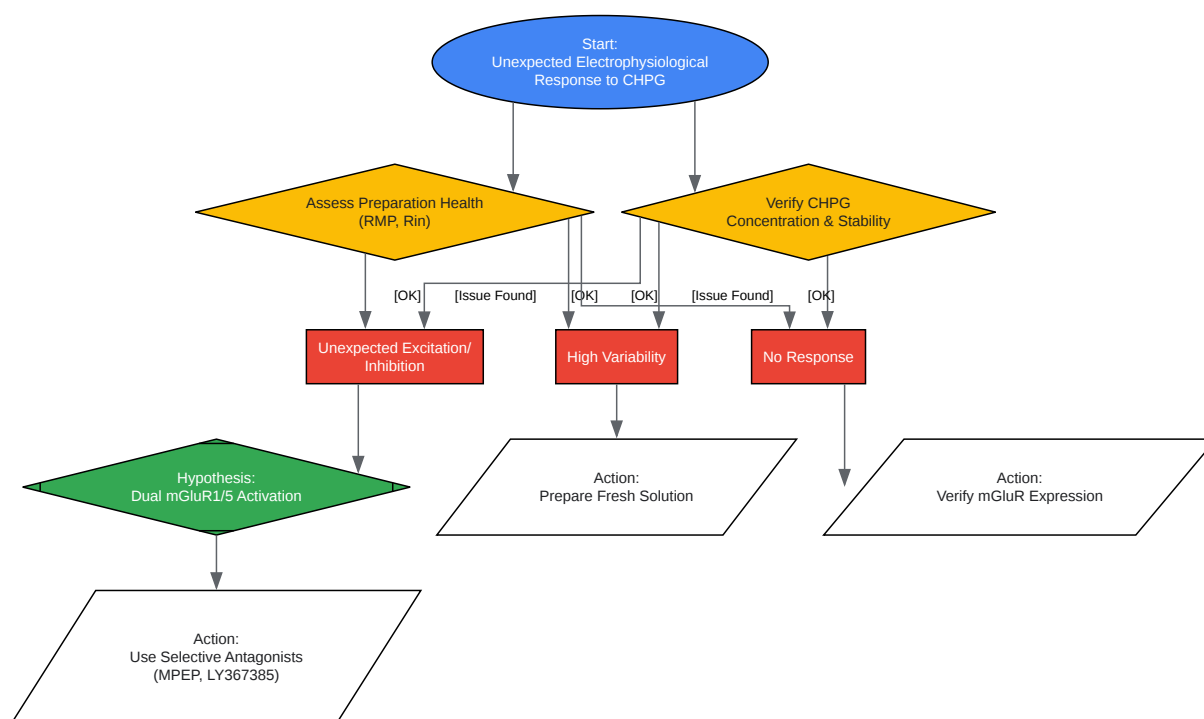 Start:
Unexpected Electrophysiological
Response to CHPG
Assess Preparation Health
(RMP, Rin)
Verify CHPG
Concentration & Stability
[OK]
[Issue Found]
[OK]
[OK]
[Issue Found]
[OK]
Unexpected Excitation/
Inhibition
High Variability
No Response
Hypothesis:
Dual mGluR1/5 Activation
Action:
Prepare Fresh Solution
Action:
Verify mGluR Expression
Action:
Use Selective Antagonists
(MPEP, LY367385)